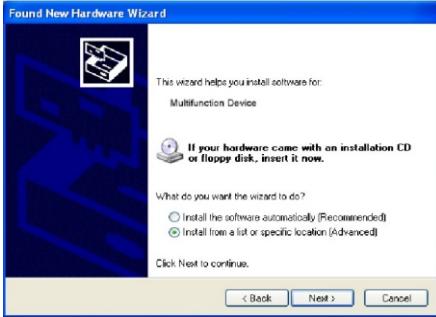 Found New Hardware Wizard
This wizard helps you install software for:
Multifunction Device
If your hardware came with an installation CD
or floppy disk, insert it now.
What do you want the wizard to do?
Install the software automatically (Recommended)
Install from a list or specific location (Advanced)
Click Next to continue.
< Back Next > Cancel